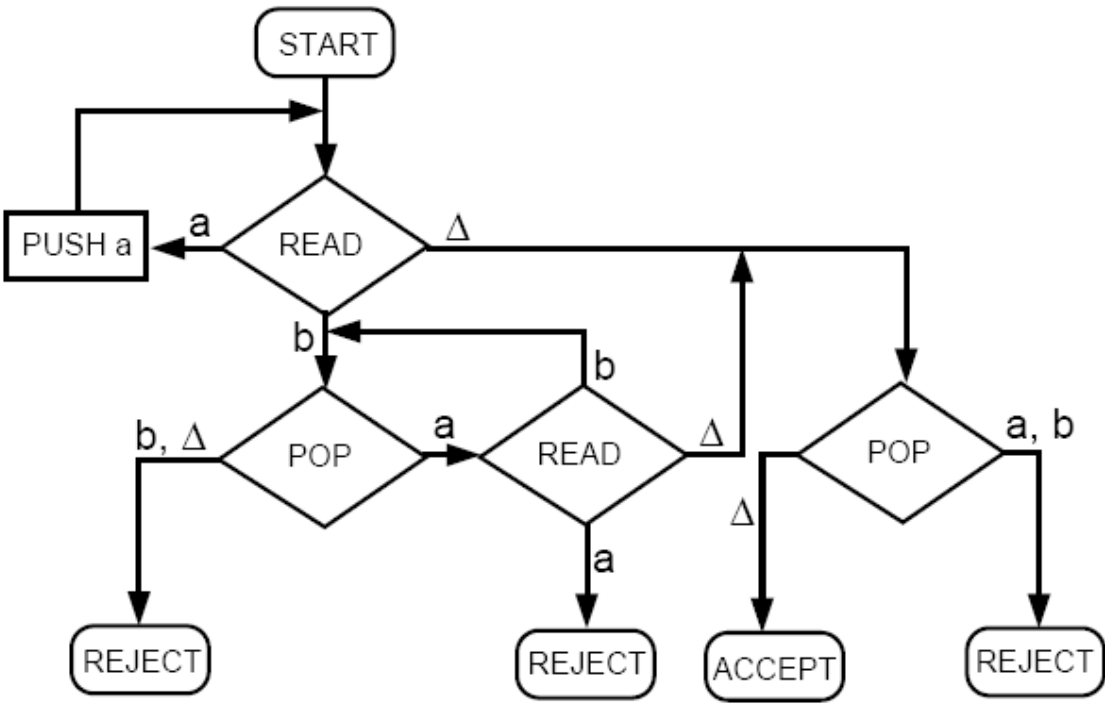 START
a
Δ
PUSH a
READ
b
b
b, Δ
a
Δ
a, b
POP
READ
POP
Δ
a
REJECT
REJECT
ACCEPT
REJECT